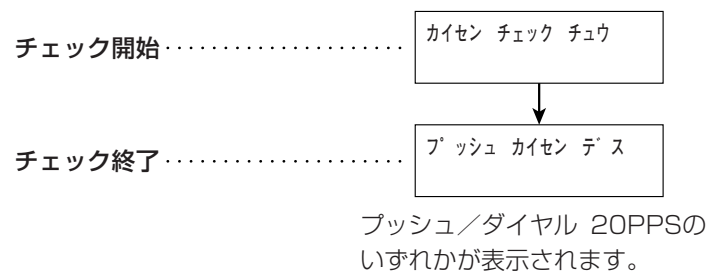 チェック開始 ······················ カイセン チェック チュウ
チェック終了 ······················ プッシュ カイセン デス
プッシュ／ダイヤル 20PPSの
いずれかが表示されます。